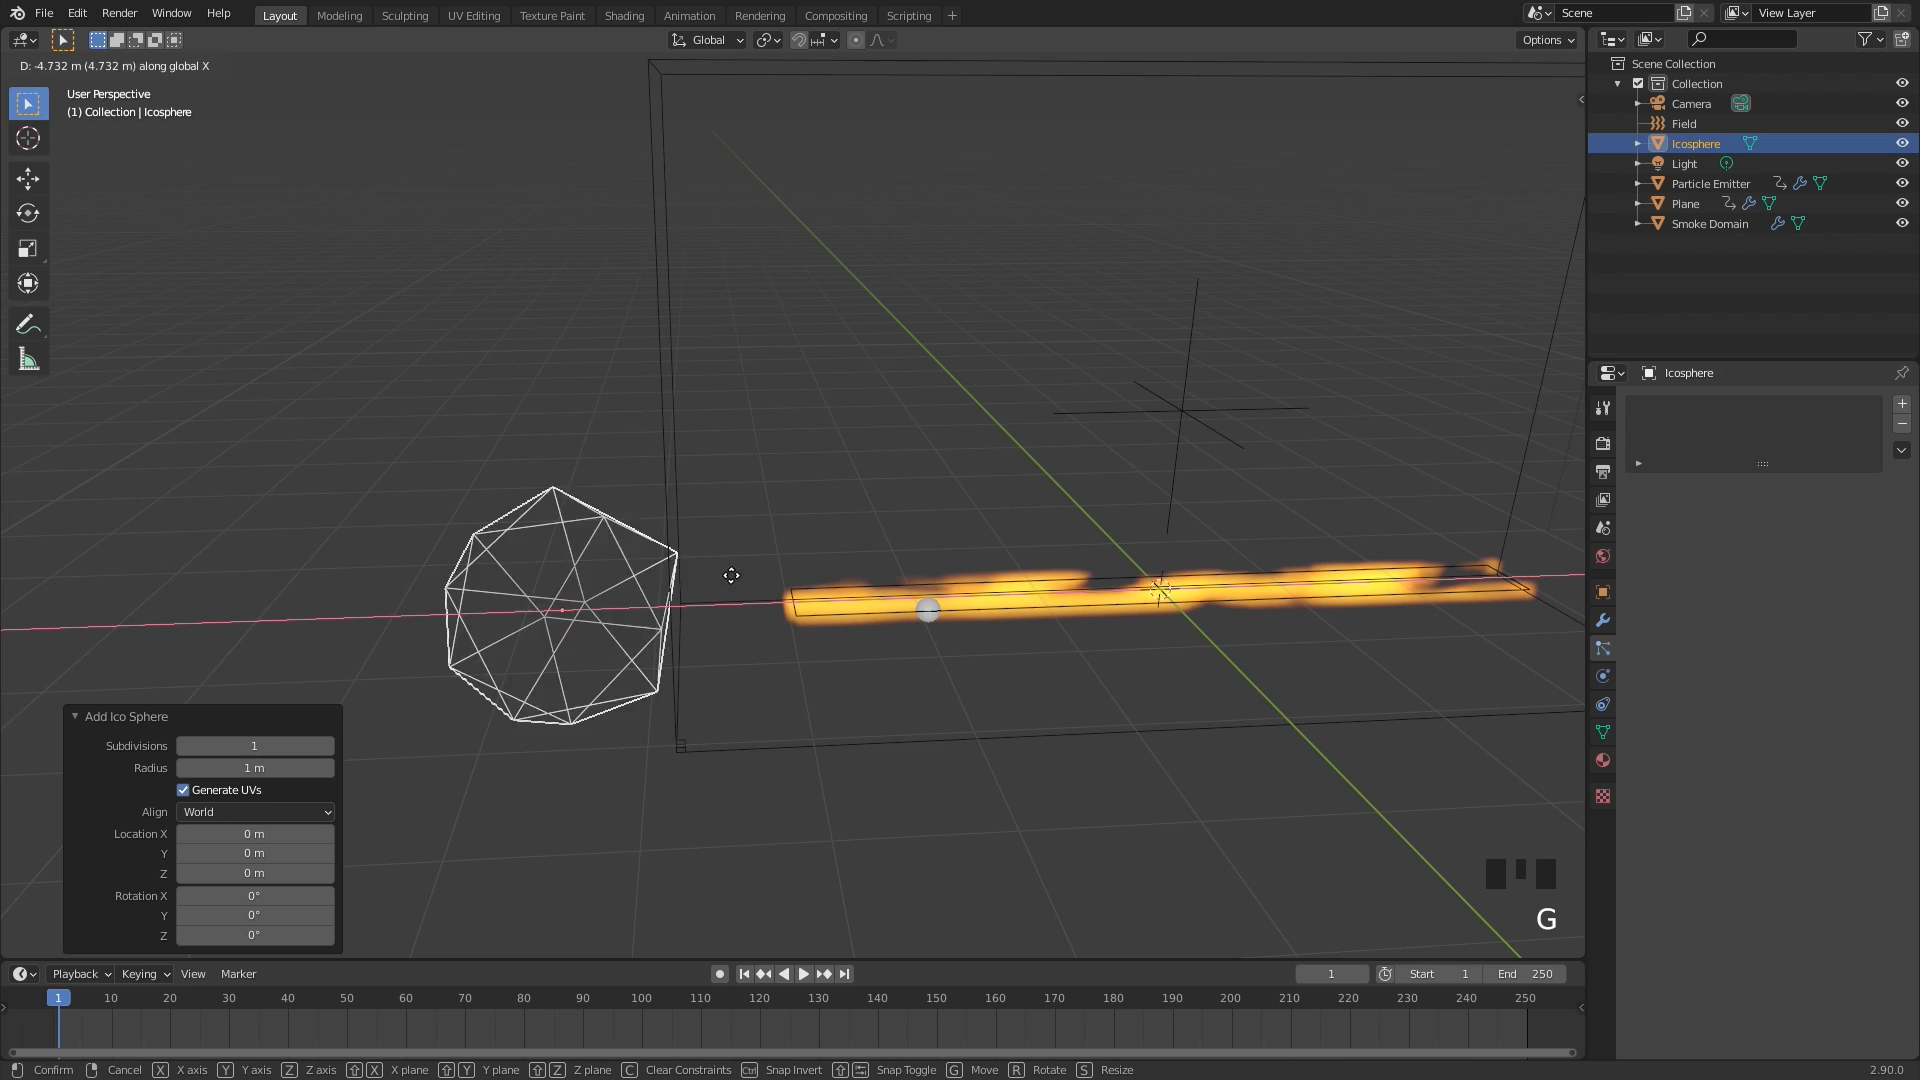 File Edit Render Window Help
Layout Modeling Sculpting UV Editing Texture Paint Shading Animation Rendering Compositing Scripting +
Scene
View Layer
Global
Options
D: -4.732 m (4.732 m) along global X
User Perspective
(1) Collection | Icosphere
Scene Collection
Collection
Camera
Field
Icosphere
Light
Particle Emitter
Plane
Smoke Domain
Icosphere
Add Ico Sphere
Subdivisions 1
Radius 1 m
Generate UVs
Align World
Location X 0 m
Y 0 m
Z 0 m
Rotation X 0°
Y 0°
Z 0°
G
Playback Keying View Marker
1 Start 1 End 250
1 10 20 30 40 50 60 70 80 90 100 110 120 130 140 150 160 170 180 190 200 210 220 230 240 250
Confirm Cancel X X axis Y Y axis Z Z axis X X plane Y Y plane Z Z plane C Clear Constraints Ctrl Snap Invert Snap Toggle G Move R Rotate S Resize 2.90.0